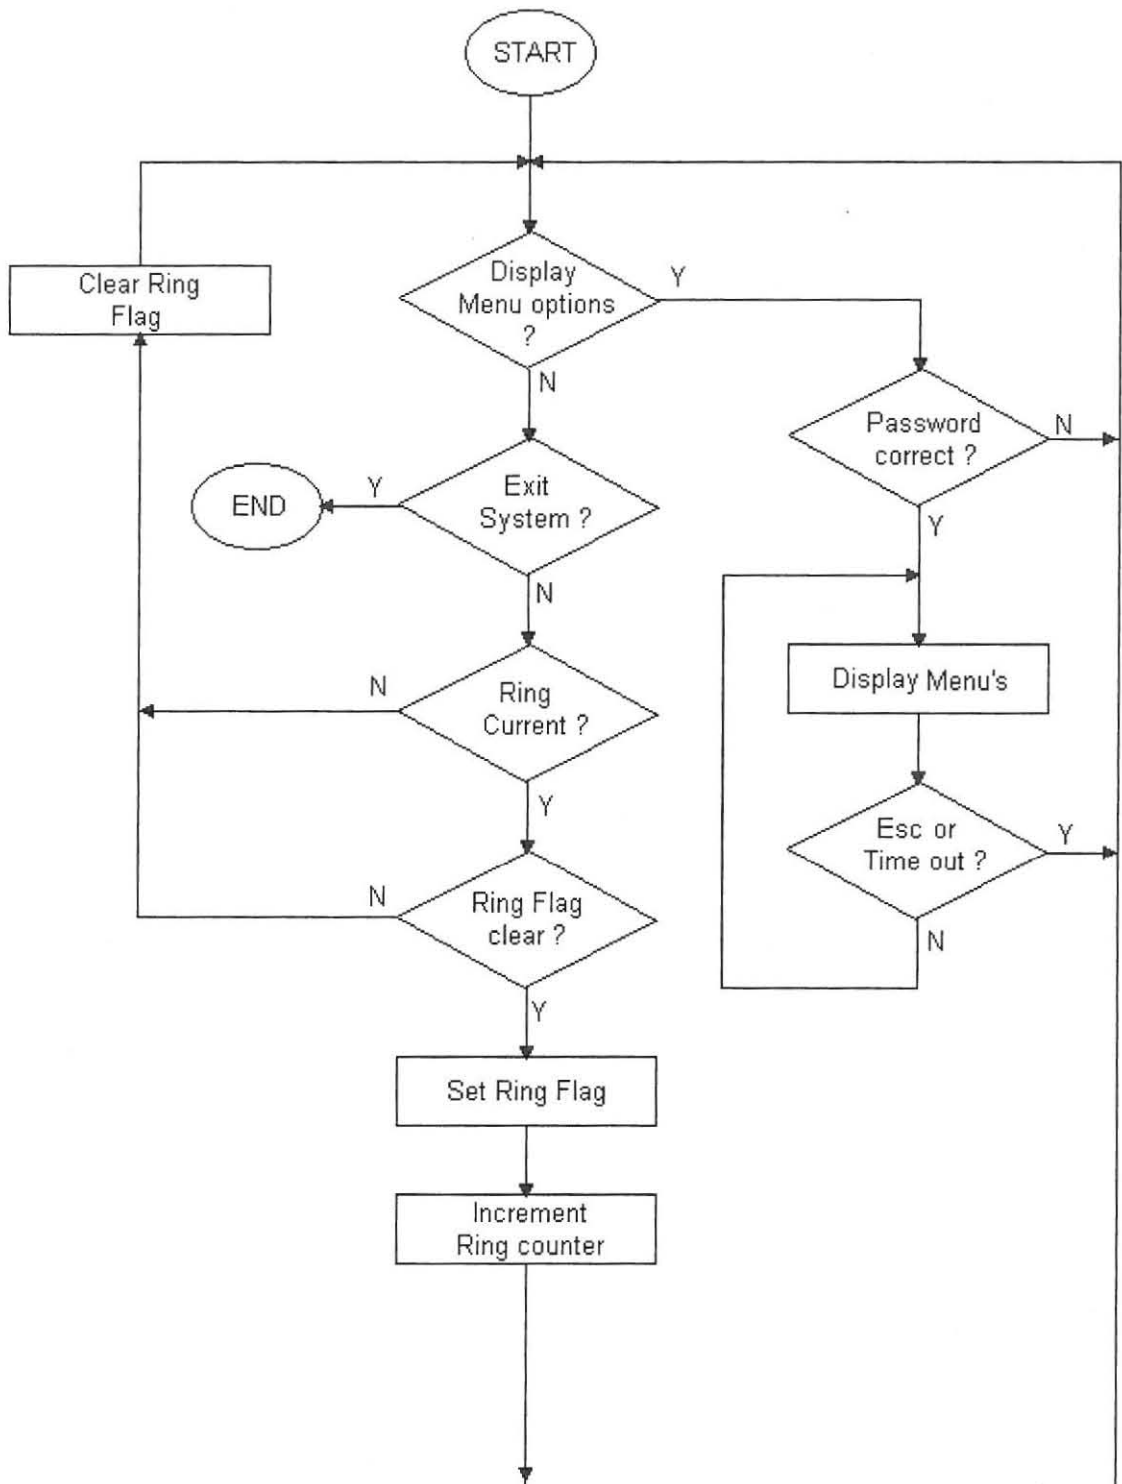 START
Display
Menu options
?
Y
N
Clear Ring
Flag
Password
correct ?
N
Y
Exit
System ?
Y
N
END
Ring
Current ?
N
Y
Display Menu's
Esc or
Time out ?
Y
N
Ring Flag
clear ?
N
Y
Set Ring Flag
Increment
Ring counter